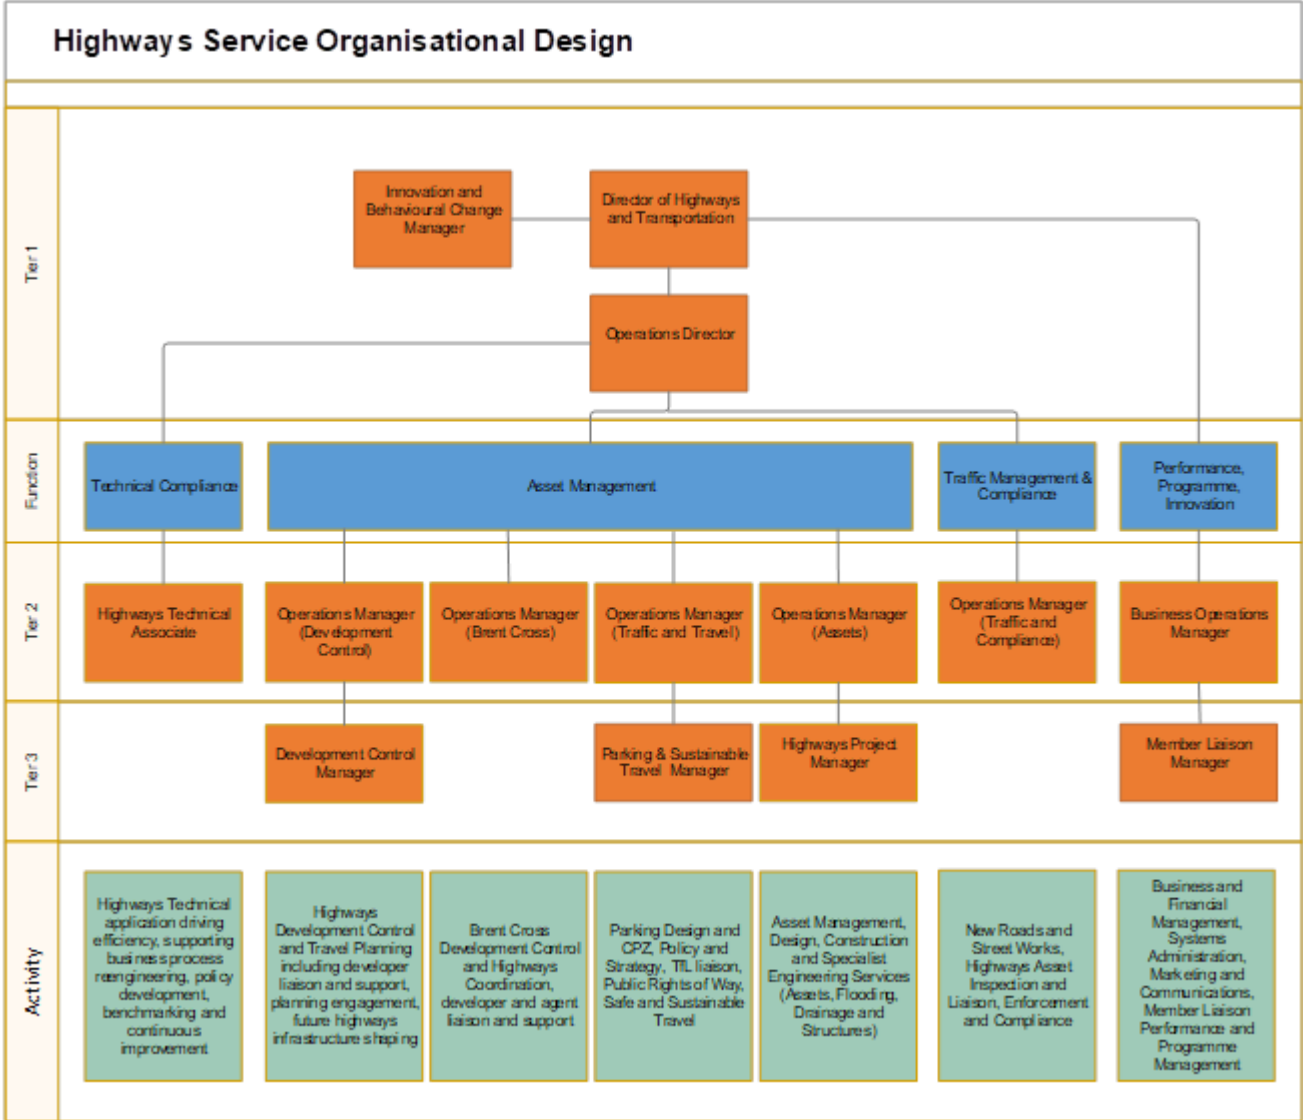 Highways Service Organisational Design
Tier 1
Innovation and
Behavioural Change
Manager
Director of Highways
and Transportation
Operations Director
Function
Technical Compliance
Asset Management
Traffic Management &
Compliance
Performance,
Programme,
Innovation
Tier 2
Highways Technical
Associate
Operations Manager
(Development
Control)
Operations Manager
(Brent Cross)
Operations Manager
(Traffic and Travel)
Operations Manager
(Assets)
Operations Manager
(Traffic and
Compliance)
Business Operations
Manager
Tier 3
Development Control
Manager
Parking & Sustainable
Travel Manager
Highways Project
Manager
Member Liaison
Manager
Activity
Highways Technical
application driving
efficiency, supporting
business process
reengineering, policy
development,
benchmarking and
continuous
improvement
Highways
Development Control
and Travel Planning
including developer
liaison and support,
planning engagement,
future highways
infrastructure shaping
Brent Cross
Development Control
and Highways
Coordination,
developer and agent
liaison and support
Parking Design and
CPZ, Policy and
Strategy, TfL liaison,
Public Rights of Way,
Safe and Sustainable
Travel
Asset Management,
Design, Construction
and Specialist
Engineering Services
(Assets, Flooding,
Drainage and
Structures)
New Roads and
Street Works,
Highways Asset
Inspection and
Liaison, Enforcement
and Compliance
Business and
Financial
Management,
Systems
Administration,
Marketing and
Communications,
Member Liaison
Performance and
Programme
Management